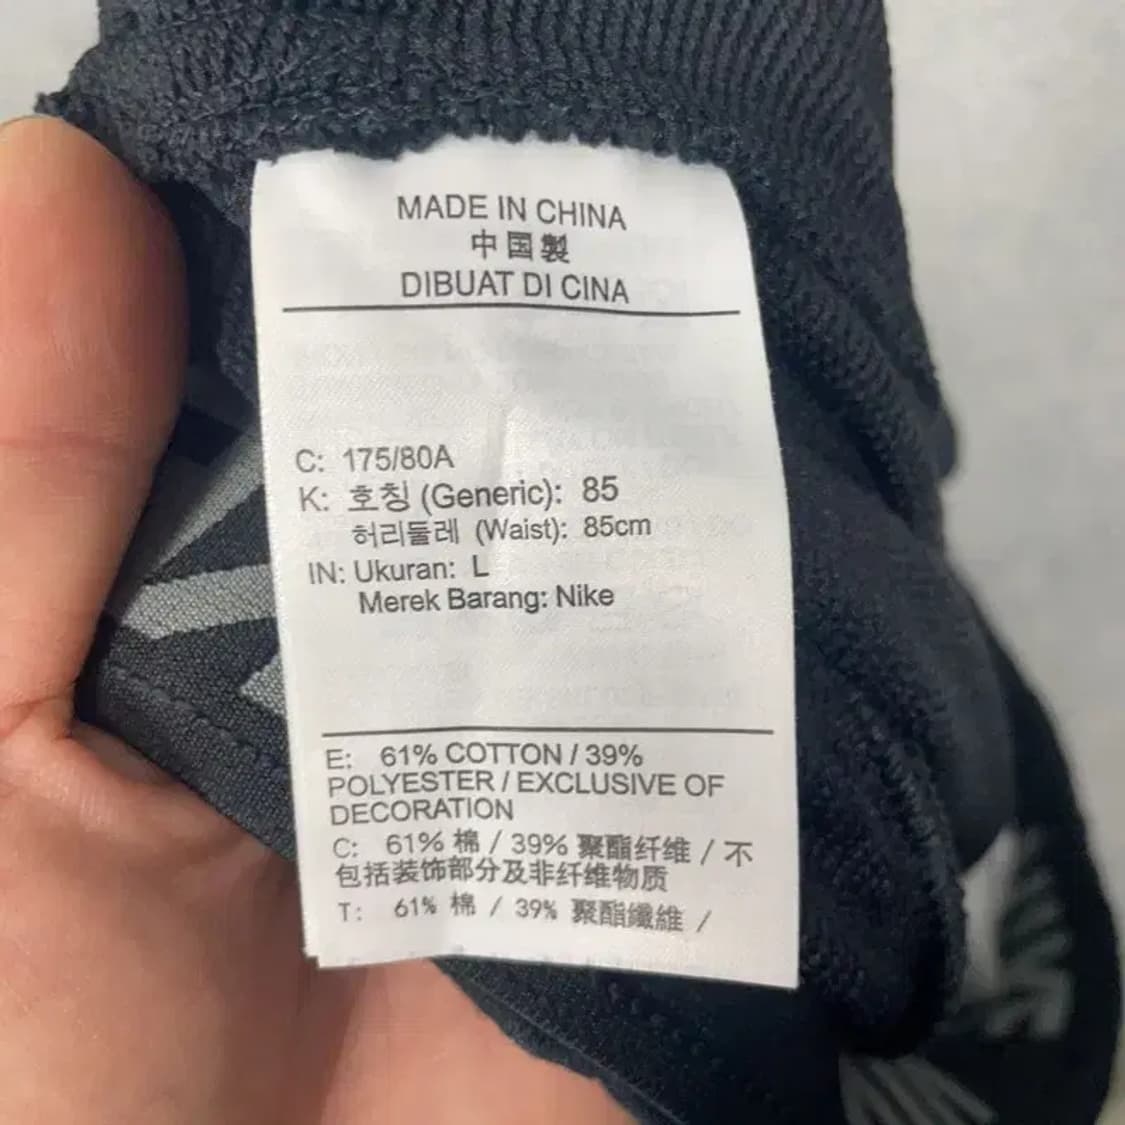 MADE IN CHINA
中国製
DIBUAT DI CINA
C: 175/80A
K: 호칭 (Generic): 85
허리둘레 (Waist): 85cm
IN: Ukuran: L
Merek Barang: Nike
E: 61% COTTON / 39%
POLYESTER / EXCLUSIVE OF
DECORATION
C: 61% 棉 / 39% 聚酯纤维 / 不
包括装饰部分及非纤维物质
T: 61% 棉 / 39% 聚酯纖維 /